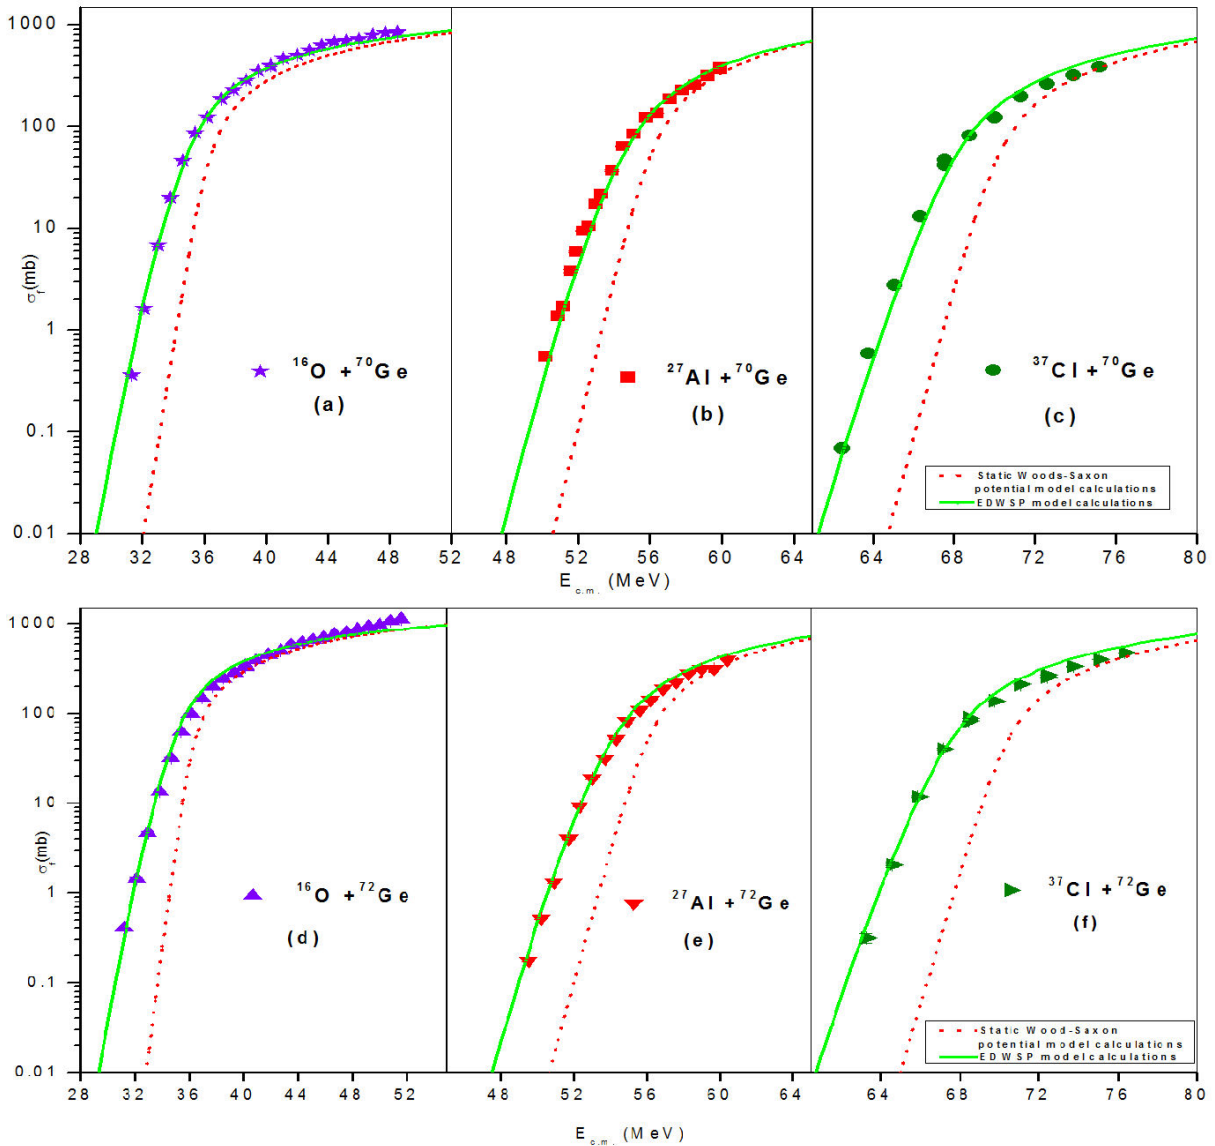 1000
100
10
1
0.1
0.01
σf(mb)
16O + 70Ge
(a)
27Al + 70Ge
(b)
37Cl + 70Ge
(c)
Static Woods-Saxon
potential model calculations
EDWSP model calculations
28 32 36 40 44 48 52 48 52 56 60 64 64 68 72 76 80
Ec.m. (MeV)
1000
100
10
1
0.1
0.01
σf(mb)
16O + 72Ge
(d)
27Al + 72Ge
(e)
37Cl + 72Ge
(f)
Static Wood-Saxon
potential model calculations
EDWSP model calculations
28 32 36 40 44 48 52 48 52 56 60 64 64 68 72 76 80
Ec.m. (MeV)